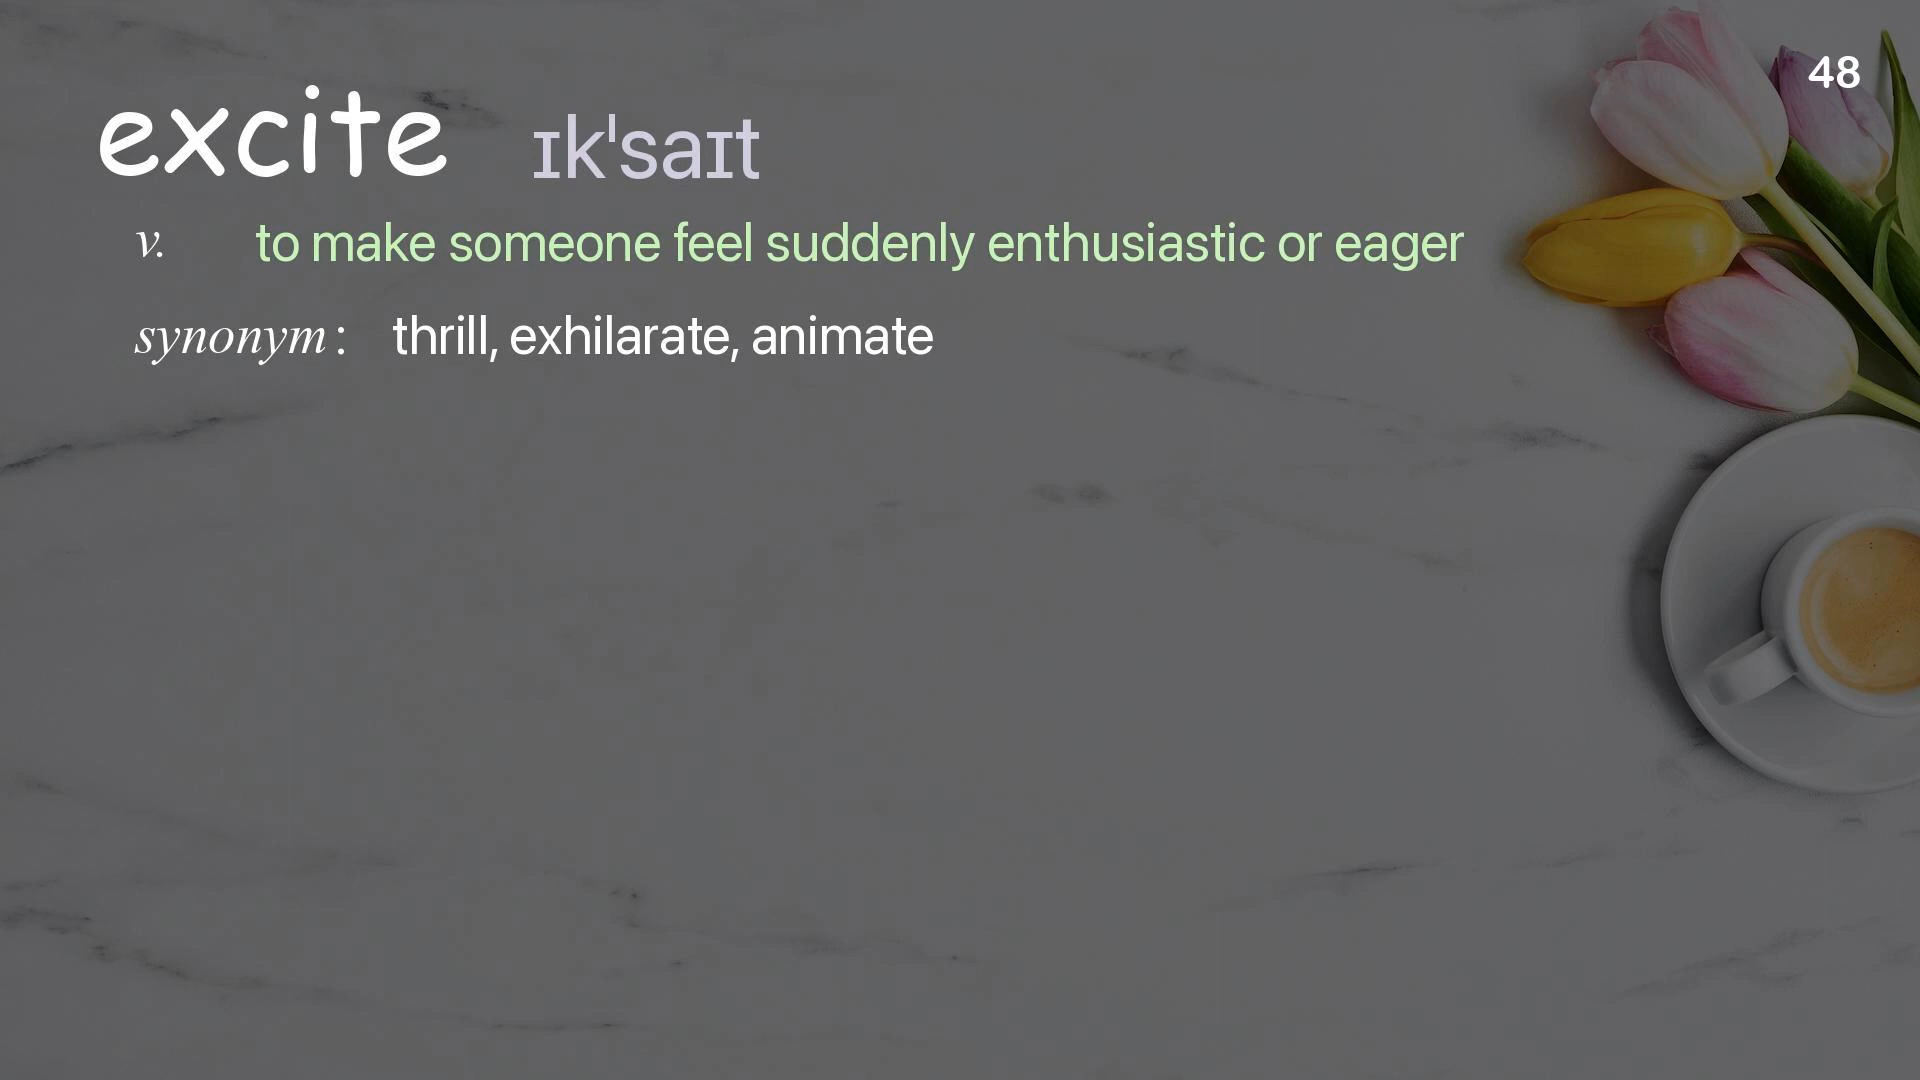 48
excite ɪkˈsaɪt
v. to make someone feel suddenly enthusiastic or eager
synonym: thrill, exhilarate, animate